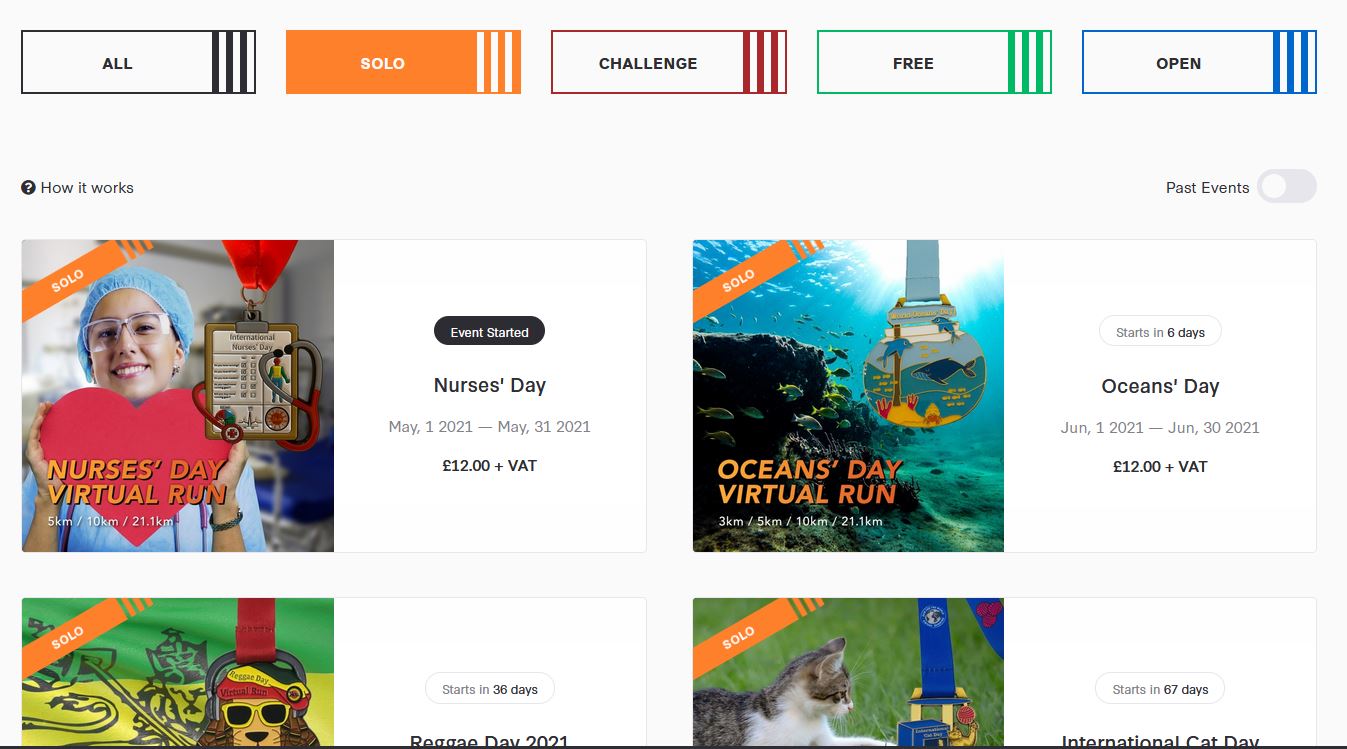 ALL
SOLO
CHALLENGE
FREE
OPEN
How it works
Past Events
SOLO
International
Nurses' Day
NURSES' DAY
VIRTUAL RUN
5km / 10km / 21.1km
Event Started
Nurses' Day
May, 1 2021 — May, 31 2021
£12.00 + VAT
SOLO
World Oceans' Day
OCEANS' DAY
VIRTUAL RUN
3km / 5km / 10km / 21.1km
Starts in 6 days
Oceans' Day
Jun, 1 2021 — Jun, 30 2021
£12.00 + VAT
SOLO
Reggae Day
Virtual Run
Starts in 36 days
Reggae Day 2021
SOLO
International
Cat Day
Starts in 67 days
International Cat Day